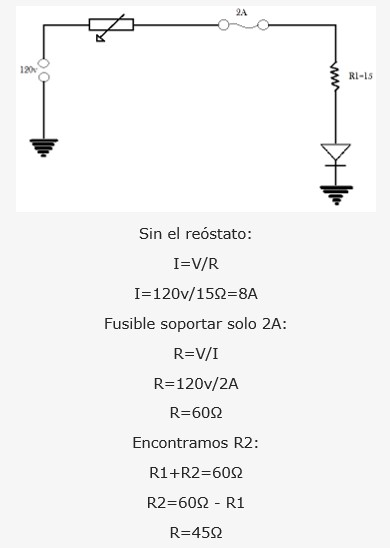 2A
120v
R1=15
Sin el reóstato:
I=V/R
I=120v/15Ω=8A
Fusible soportar solo 2A:
R=V/I
R=120v/2A
R=60Ω
Encontramos R2:
R1+R2=60Ω
R2=60Ω - R1
R=45Ω